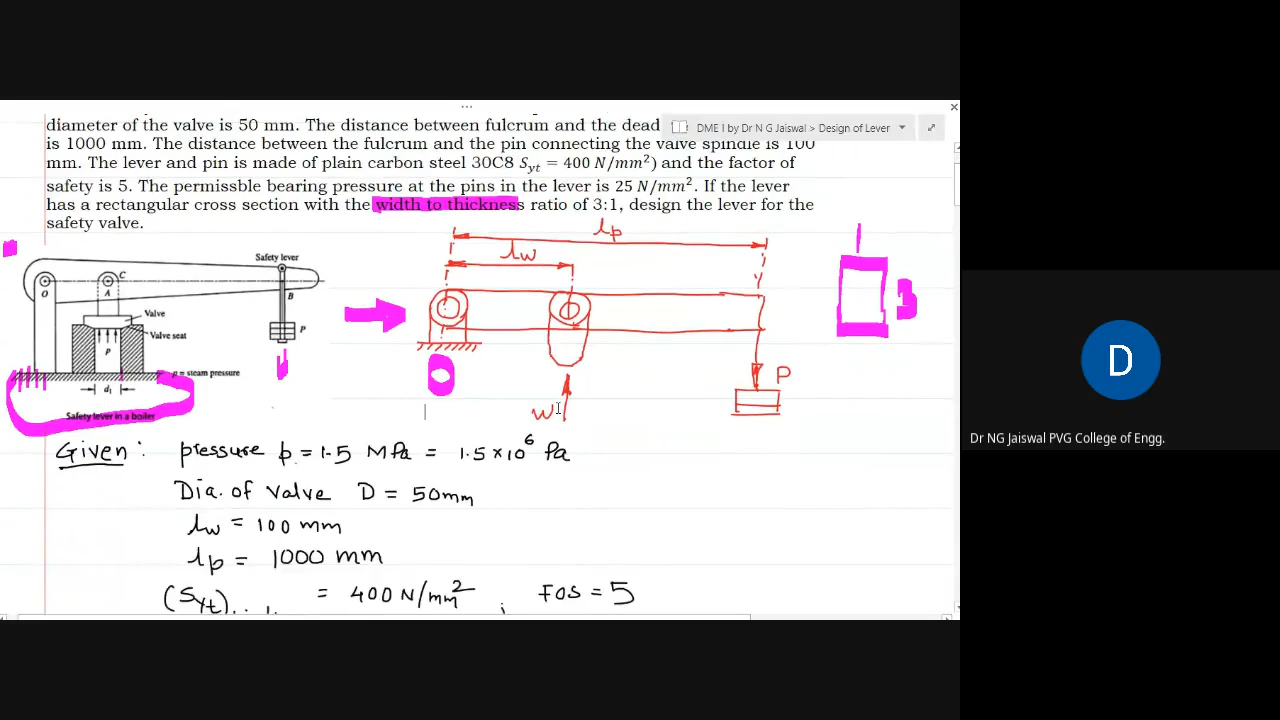 diameter of the valve is 50 mm. The distance between fulcrum and the dead
DME I by Dr N G Jaiswal > Design of Lever
is 1000 mm. The distance between the fulcrum and the pin connecting the valve spindle is 100
mm. The lever and pin is made of plain carbon steel 30C8 Syt = 400 N/mm²) and the factor of
safety is 5. The permissble bearing pressure at the pins in the lever is 25 N/mm². If the lever
has a rectangular cross section with the width to thickness ratio of 3:1, design the lever for the
safety valve.
lp
lw
Safety lever
O
C
A
B
Valve
Valve seat
P
p
p = steam pressure
d₁
Safety lever in a boiler
O
W
P
B
Given: pressure p = 1.5 MPa = 1.5×10⁶ Pa
Dia. of valve D = 50mm
lw = 100 mm
lp = 1000 mm
(Syt) = 400 N/mm² ; FOS = 5
D
Dr NG Jaiswal PVG College of Engg.